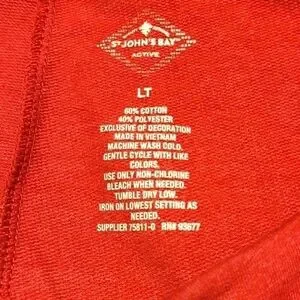 ST. JOHN'S BAY
ACTIVE
LT
60% COTTON
40% POLYESTER
EXCLUSIVE OF DECORATION
MADE IN VIETNAM
MACHINE WASH COLD.
GENTLE CYCLE WITH LIKE
COLORS.
USE ONLY NON-CHLORINE
BLEACH WHEN NEEDED.
TUMBLE DRY LOW.
IRON ON LOWEST SETTING AS
NEEDED.
SUPPLIER 75811-0 RN# 93677